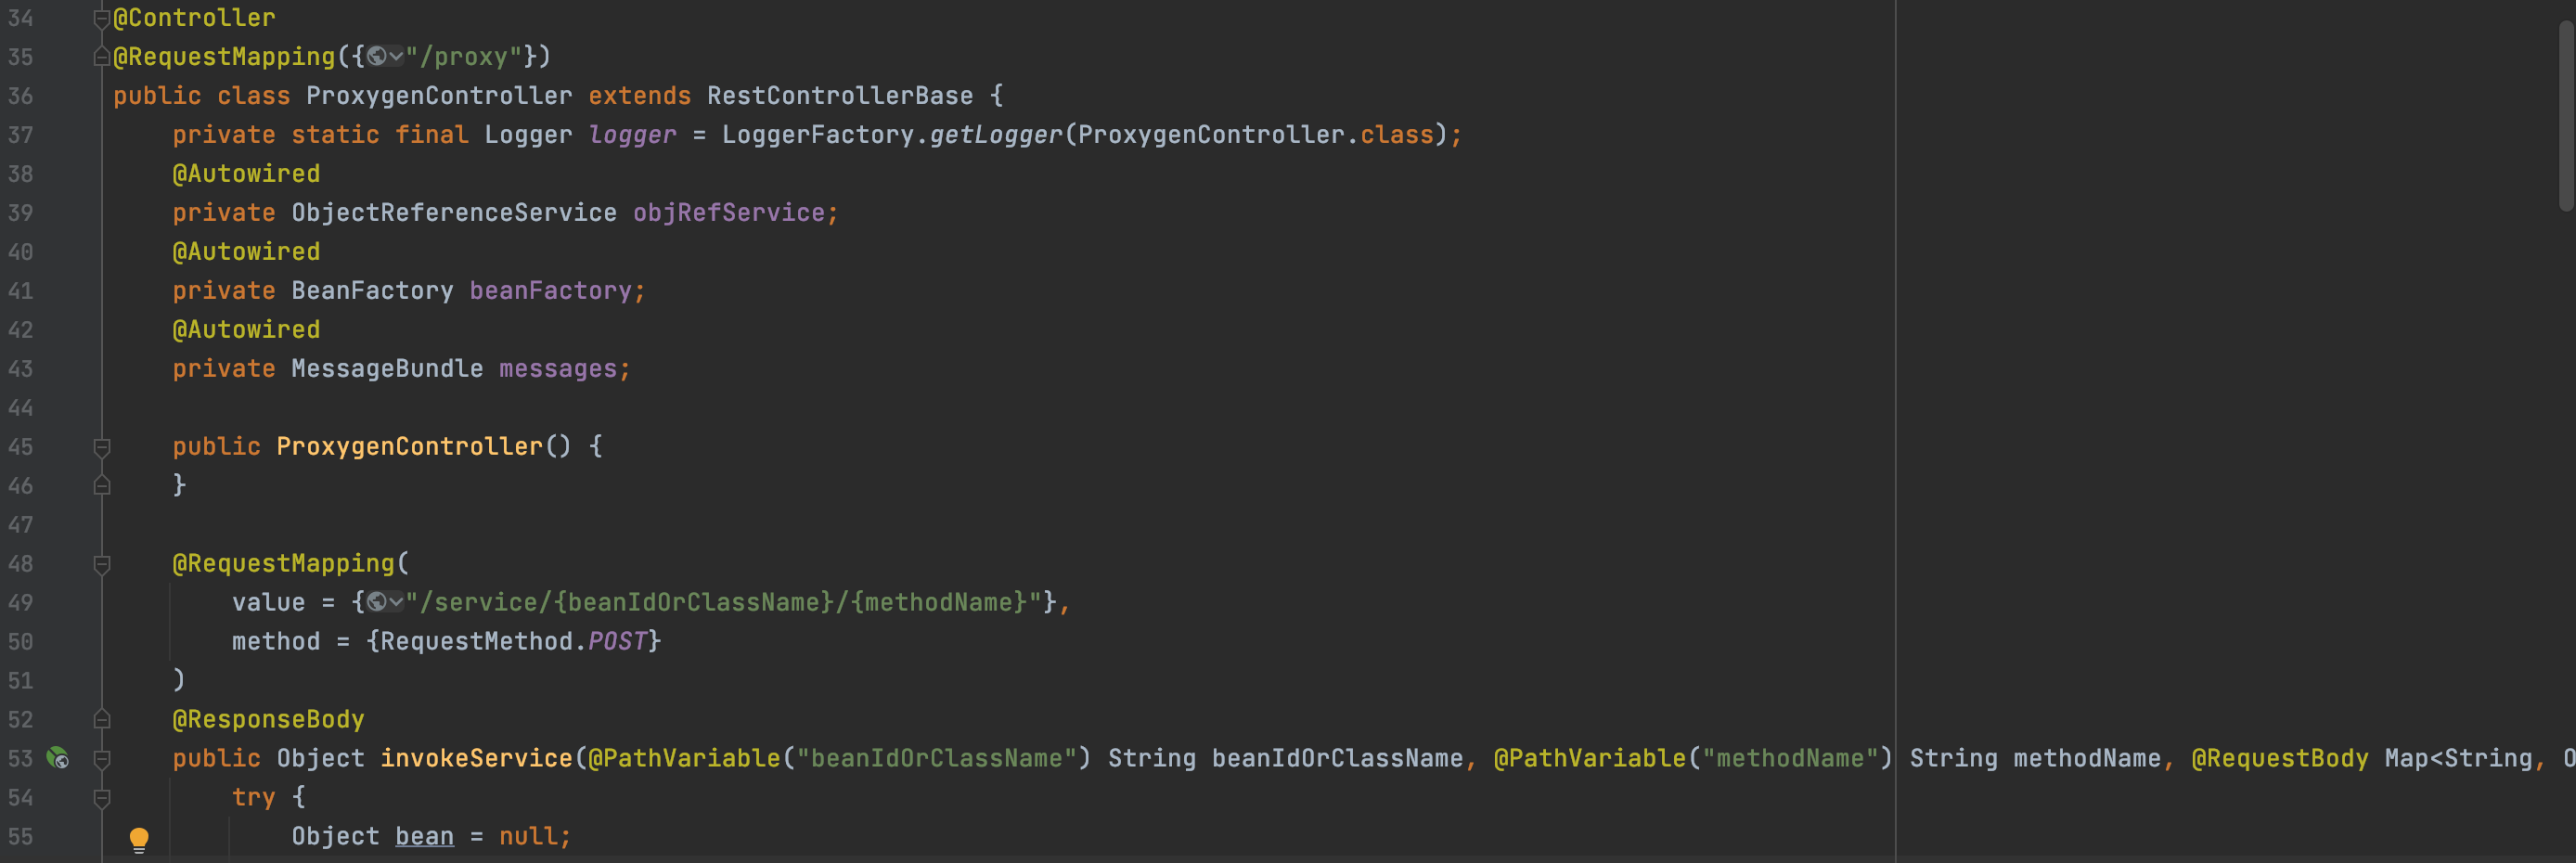 34 @Controller
35 @RequestMapping({"/proxy"})
36 public class ProxygenController extends RestControllerBase {
37     private static final Logger logger = LoggerFactory.getLogger(ProxygenController.class);
38     @Autowired
39     private ObjectReferenceService objRefService;
40     @Autowired
41     private BeanFactory beanFactory;
42     @Autowired
43     private MessageBundle messages;
44
45     public ProxygenController() {
46     }
47
48     @RequestMapping(
49         value = {"/service/{beanIdOrClassName}/{methodName}"},
50         method = {RequestMethod.POST}
51     )
52     @ResponseBody
53     public Object invokeService(@PathVariable("beanIdOrClassName") String beanIdOrClassName, @PathVariable("methodName") String methodName, @RequestBody Map<String, O
54         try {
55             Object bean = null;